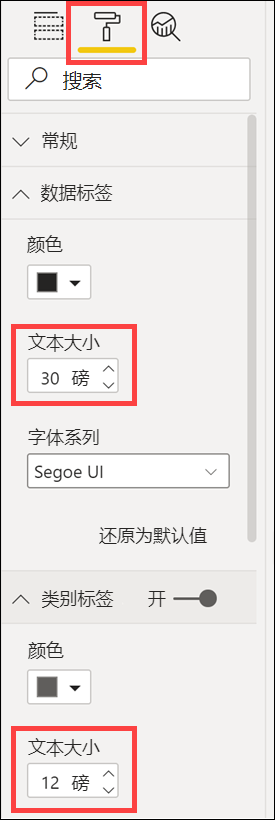 搜索
常规
数据标签
颜色
文本大小
30 磅
字体系列
Segoe UI
还原为默认值
类别标签 开
颜色
文本大小
12 磅